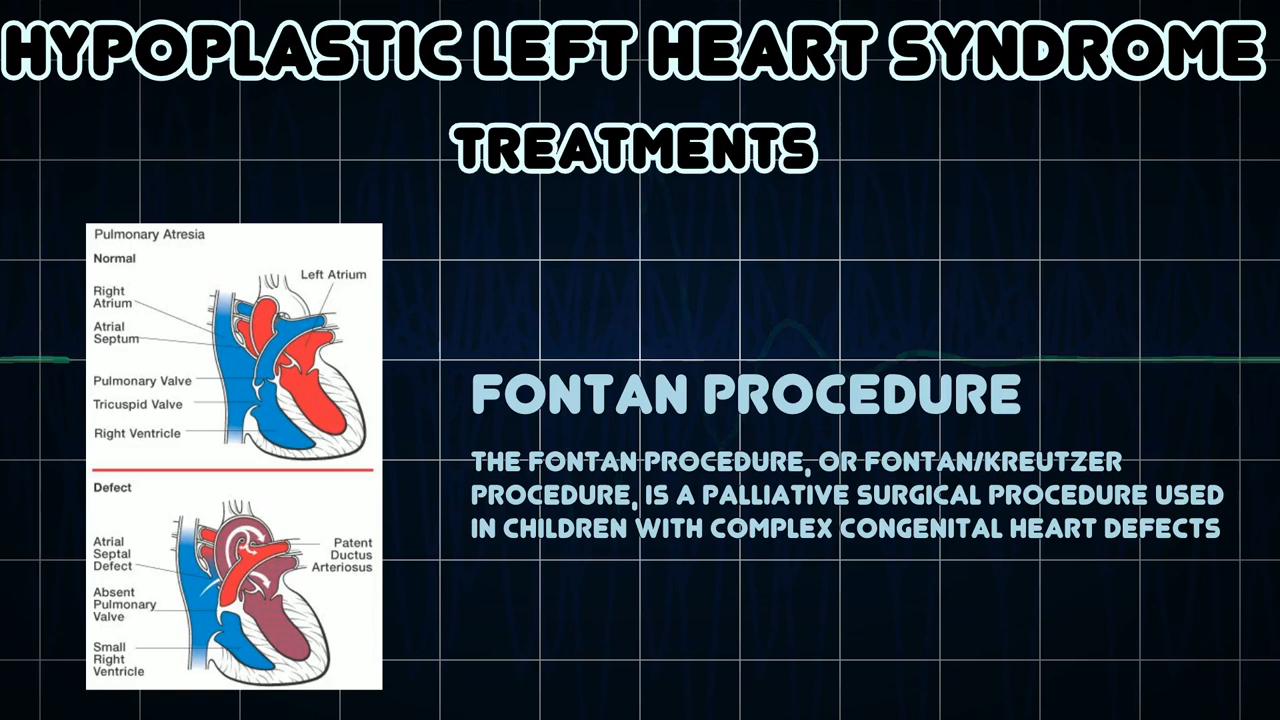 HYPOPLASTIC LEFT HEART SYNDROME
TREATMENTS
Pulmonary Atresia
Normal
Left Atrium
Right
Atrium
Atrial
Septum
Pulmonary Valve
Tricuspid Valve
Right Ventricle
Defect
Atrial
Septal
Defect
Patent
Ductus
Arteriosus
Absent
Pulmonary
Valve
Small
Right
Ventricle
FONTAN PROCEDURE
THE FONTAN PROCEDURE, OR FONTAN/KREUTZER
PROCEDURE, IS A PALLIATIVE SURGICAL PROCEDURE USED
IN CHILDREN WITH COMPLEX CONGENITAL HEART DEFECTS